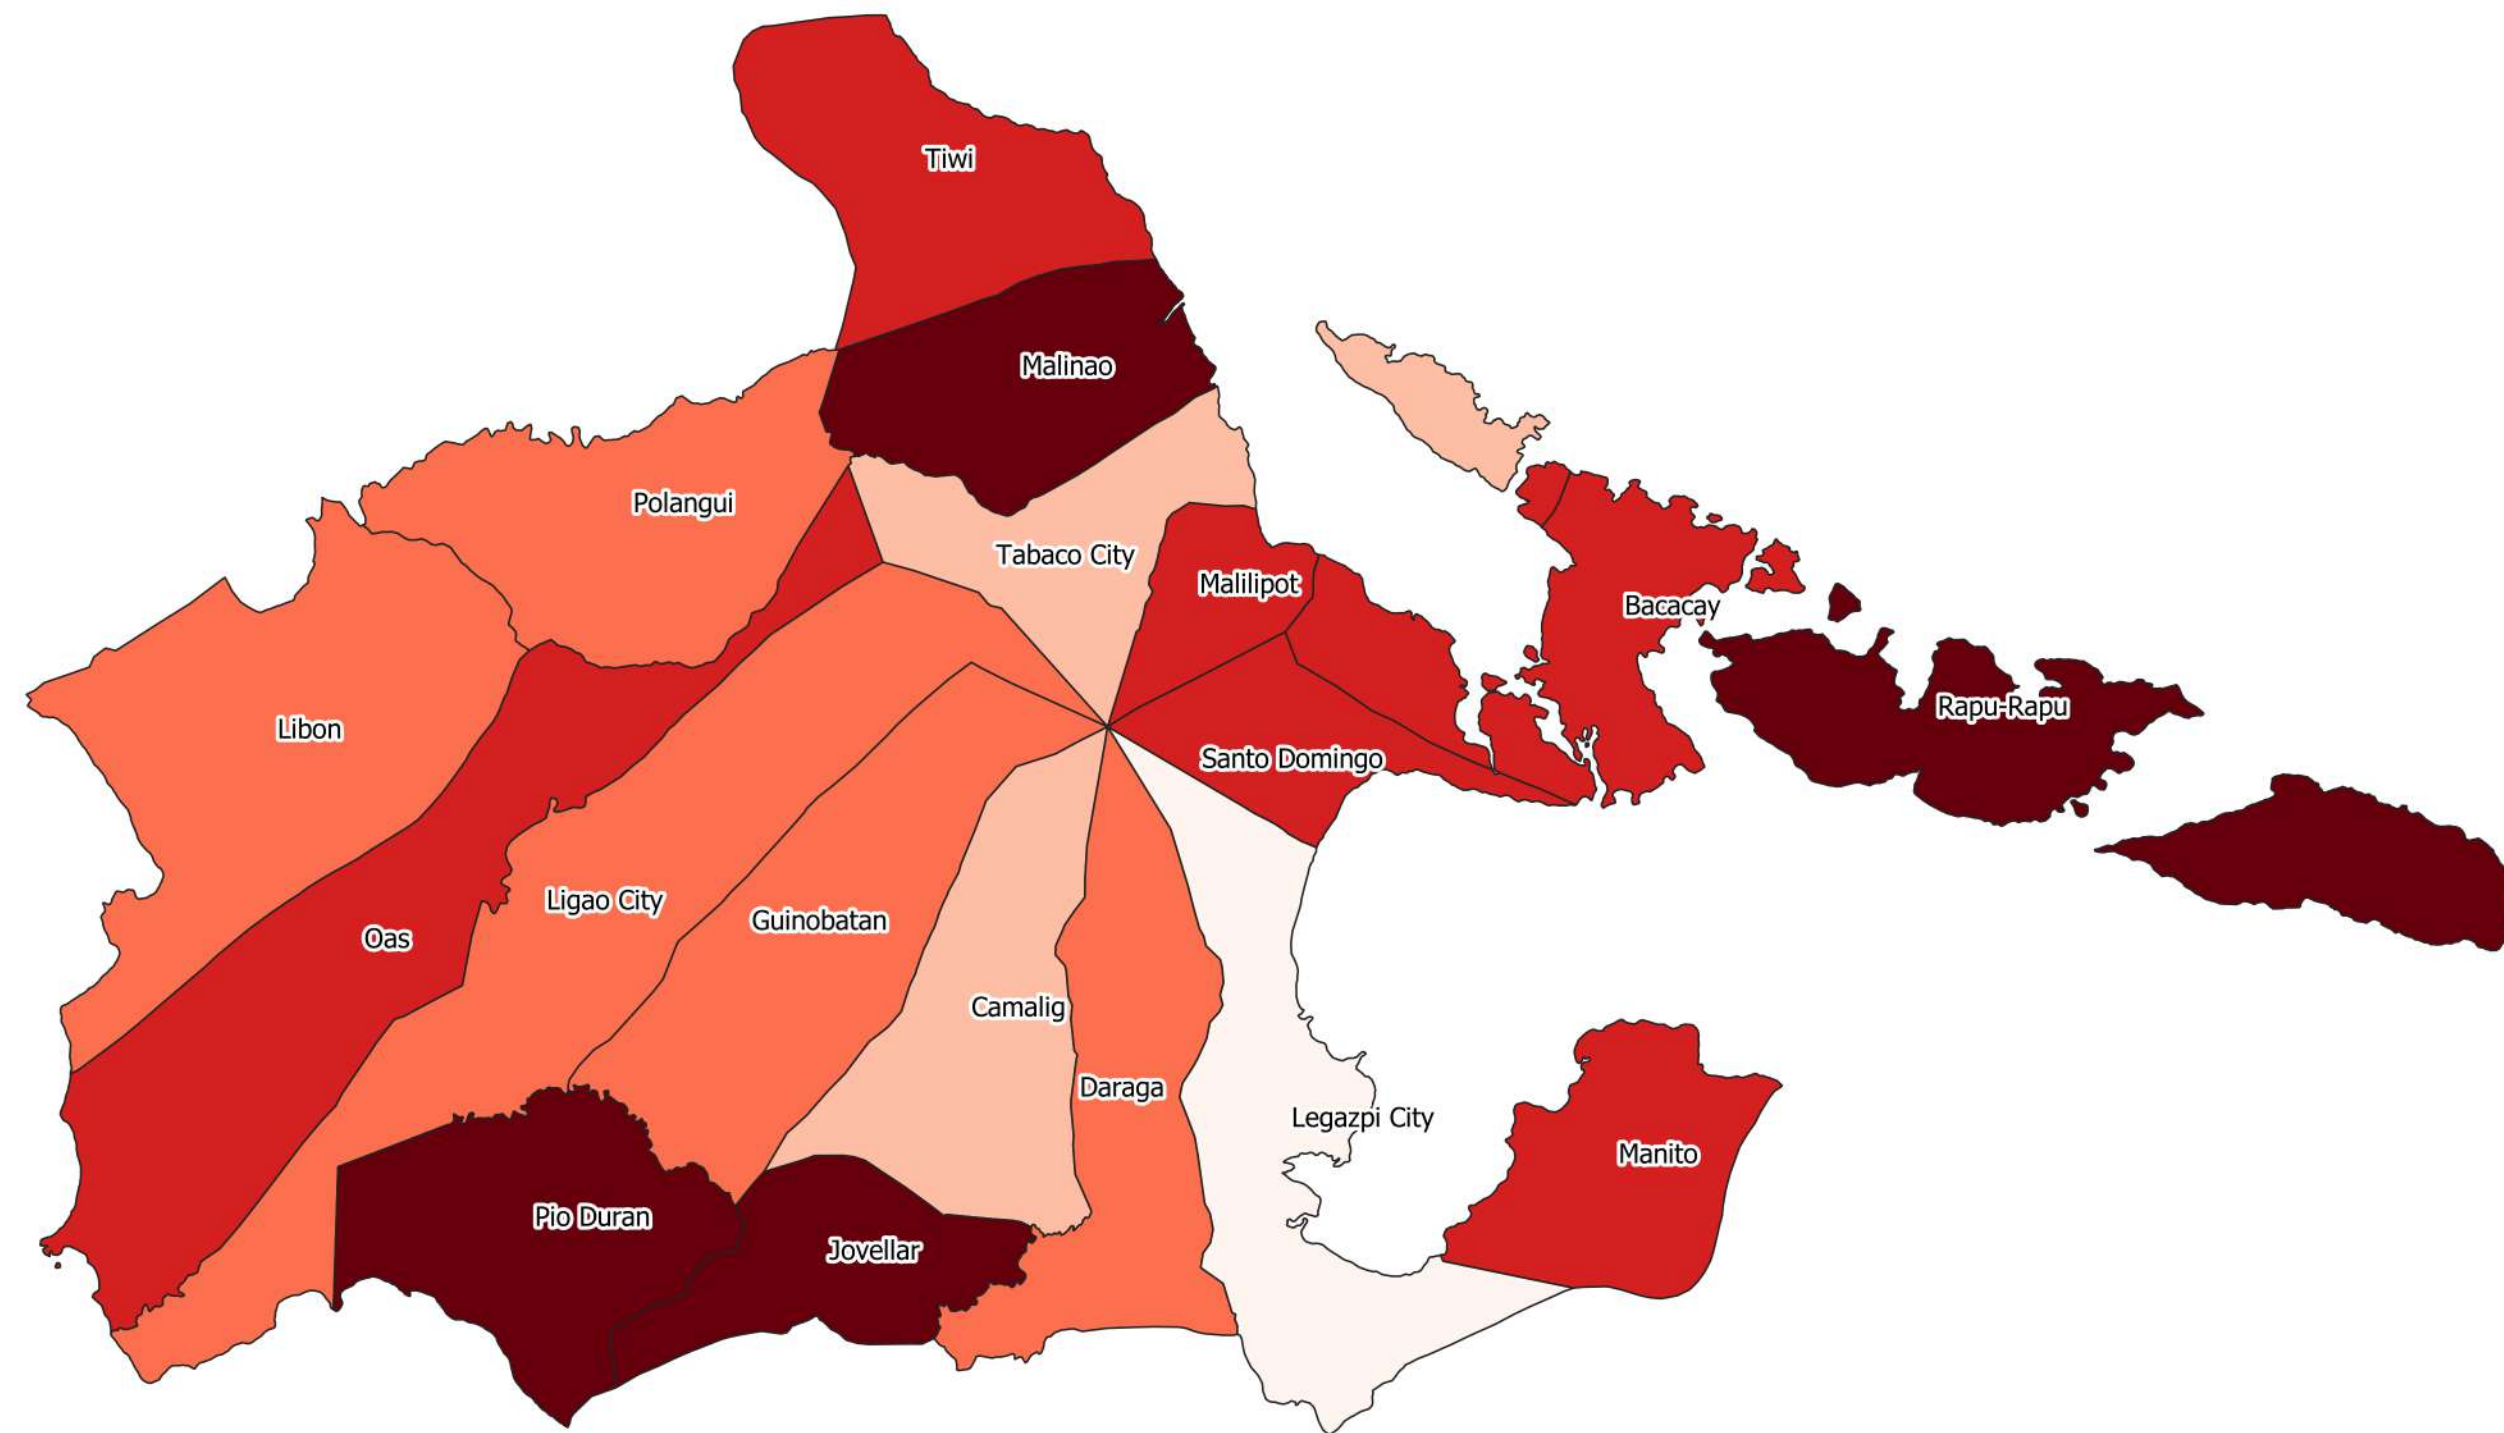 Tiwi
Malinao
Polangui
Tabaco City
Malilipot
Bacacay
Rapu-Rapu
Libon
Santo Domingo
Ligao City
Guinobatan
Oas
Camalig
Daraga
Legazpi City
Manito
Pio Duran
Jovellar